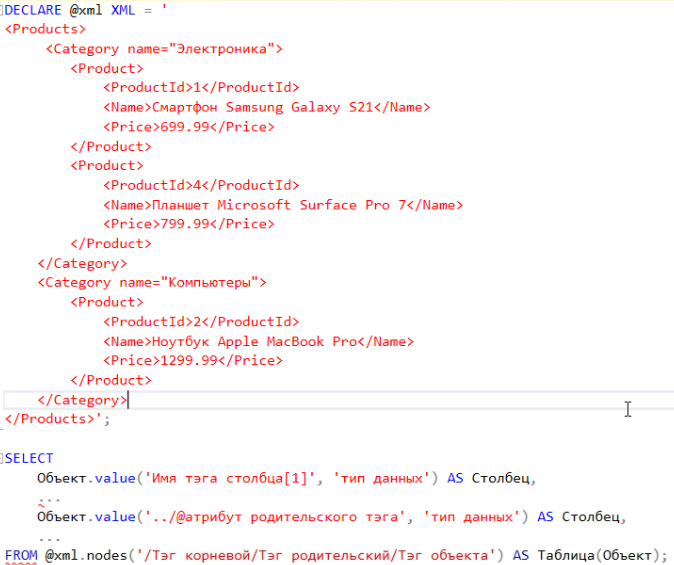 DECLARE @xml XML = '
<Products>
<Category name="Электроника">
<Product>
<ProductId>1</ProductId>
<Name>Смартфон Samsung Galaxy S21</Name>
<Price>699.99</Price>
</Product>
<Product>
<ProductId>4</ProductId>
<Name>Планшет Microsoft Surface Pro 7</Name>
<Price>799.99</Price>
</Product>
</Category>
<Category name="Компьютеры">
<Product>
<ProductId>2</ProductId>
<Name>Ноутбук Apple MacBook Pro</Name>
<Price>1299.99</Price>
</Product>
</Category>
</Products>';
SELECT
Объект.value('Имя тэга столбца[1]', 'тип данных') AS Столбец,
...
Объект.value('../@атрибут родительского тэга', 'тип данных') AS Столбец,
...
FROM @xml.nodes('/Тэг корневой/Тэг родительский/Тэг объекта') AS Таблица(Объект);